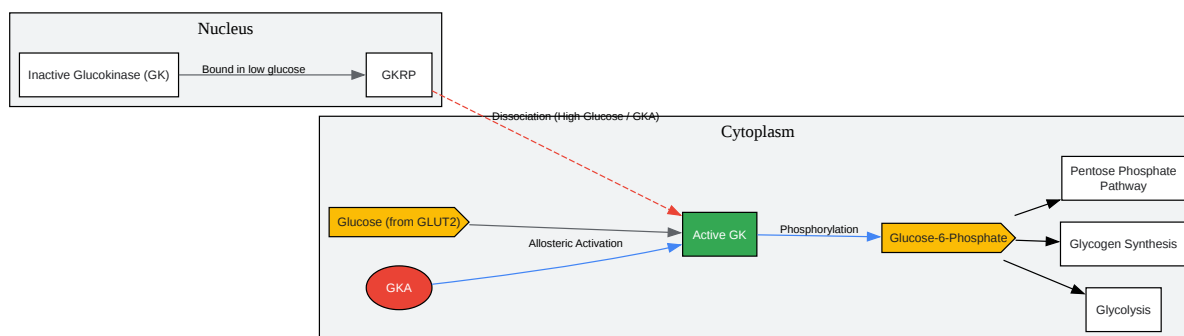 Nucleus
Inactive Glucokinase (GK)
Bound in low glucose
GKRP
Dissociation (High Glucose / GKA)
Cytoplasm
Glucose (from GLUT2)
Allosteric Activation
GKA
Active GK
Phosphorylation
Glucose-6-Phosphate
Pentose Phosphate
Pathway
Glycogen Synthesis
Glycolysis